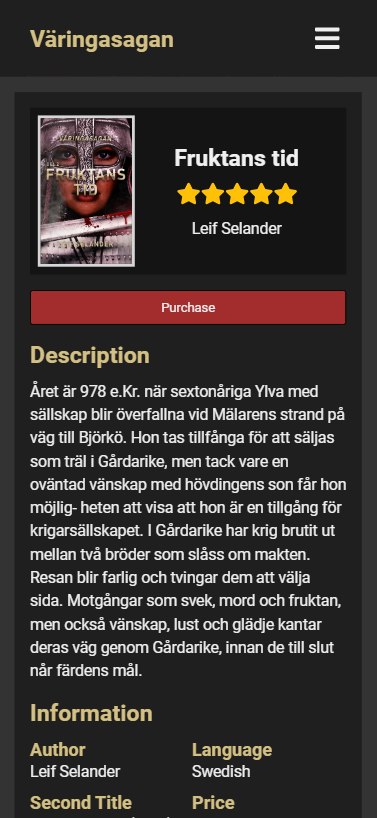 Väringasagan
VÄRINGASAGAN
FRUKTANS
TID
LEIF SELANDER
Fruktans tid
Leif Selander
Purchase
Description
Året är 978 e.Kr. när sextonåriga Ylva med
sällskap blir överfallna vid Mälarens strand på
väg till Björkö. Hon tas tillfånga för att säljas
som träl i Gårdarike, men tack vare en
oväntad vänskap med hövdingens son får hon
möjlig- heten att visa att hon är en tillgång för
krigarsällskapet. I Gårdarike har krig brutit ut
mellan två bröder som slåss om makten.
Resan blir farlig och tvingar dem att välja
sida. Motgångar som svek, mord och fruktan,
men också vänskap, lust och glädje kantar
deras väg genom Gårdarike, innan de till slut
når färdens mål.
Information
Author
Language
Leif Selander
Swedish
Second Title
Price